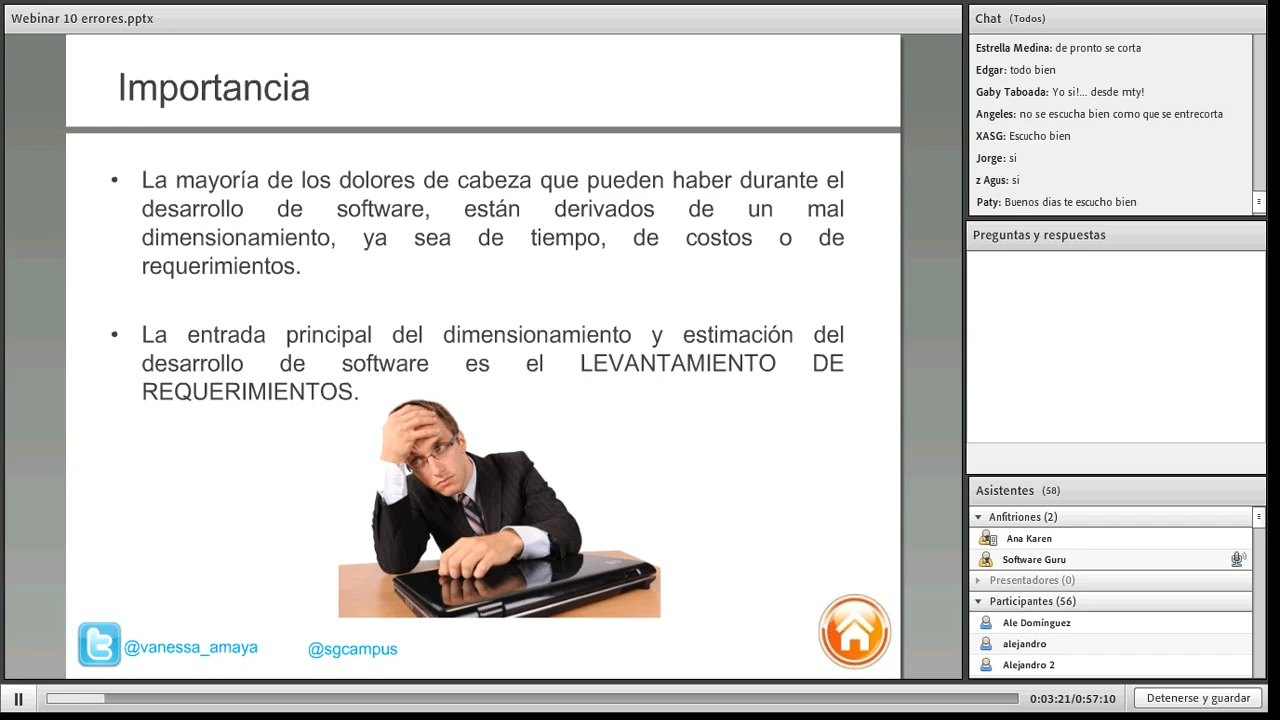 Webinar 10 errores.pptx
Importancia
• La mayoría de los dolores de cabeza que pueden haber durante el
desarrollo de software, están derivados de un mal
dimensionamiento, ya sea de tiempo, de costos o de
requerimientos.
• La entrada principal del dimensionamiento y estimación del
desarrollo de software es el LEVANTAMIENTO DE
REQUERIMIENTOS.
@vanessa_amaya
@sgcampus
Chat (Todos)
Estrella Medina: de pronto se corta
Edgar: todo bien
Gaby Taboada: Yo si!... desde mty!
Angeles: no se escucha bien como que se entrecorta
XASG: Escucho bien
Jorge: si
z Agus: si
Paty: Buenos dias te escucho bien
Preguntas y respuestas
Asistentes (58)
Anfitriones (2)
Ana Karen
Software Guru
Presentadores (0)
Participantes (56)
Ale Dominguez
alejandro
Alejandro 2
0:03:21/0:57:10
Detenerse y guardar